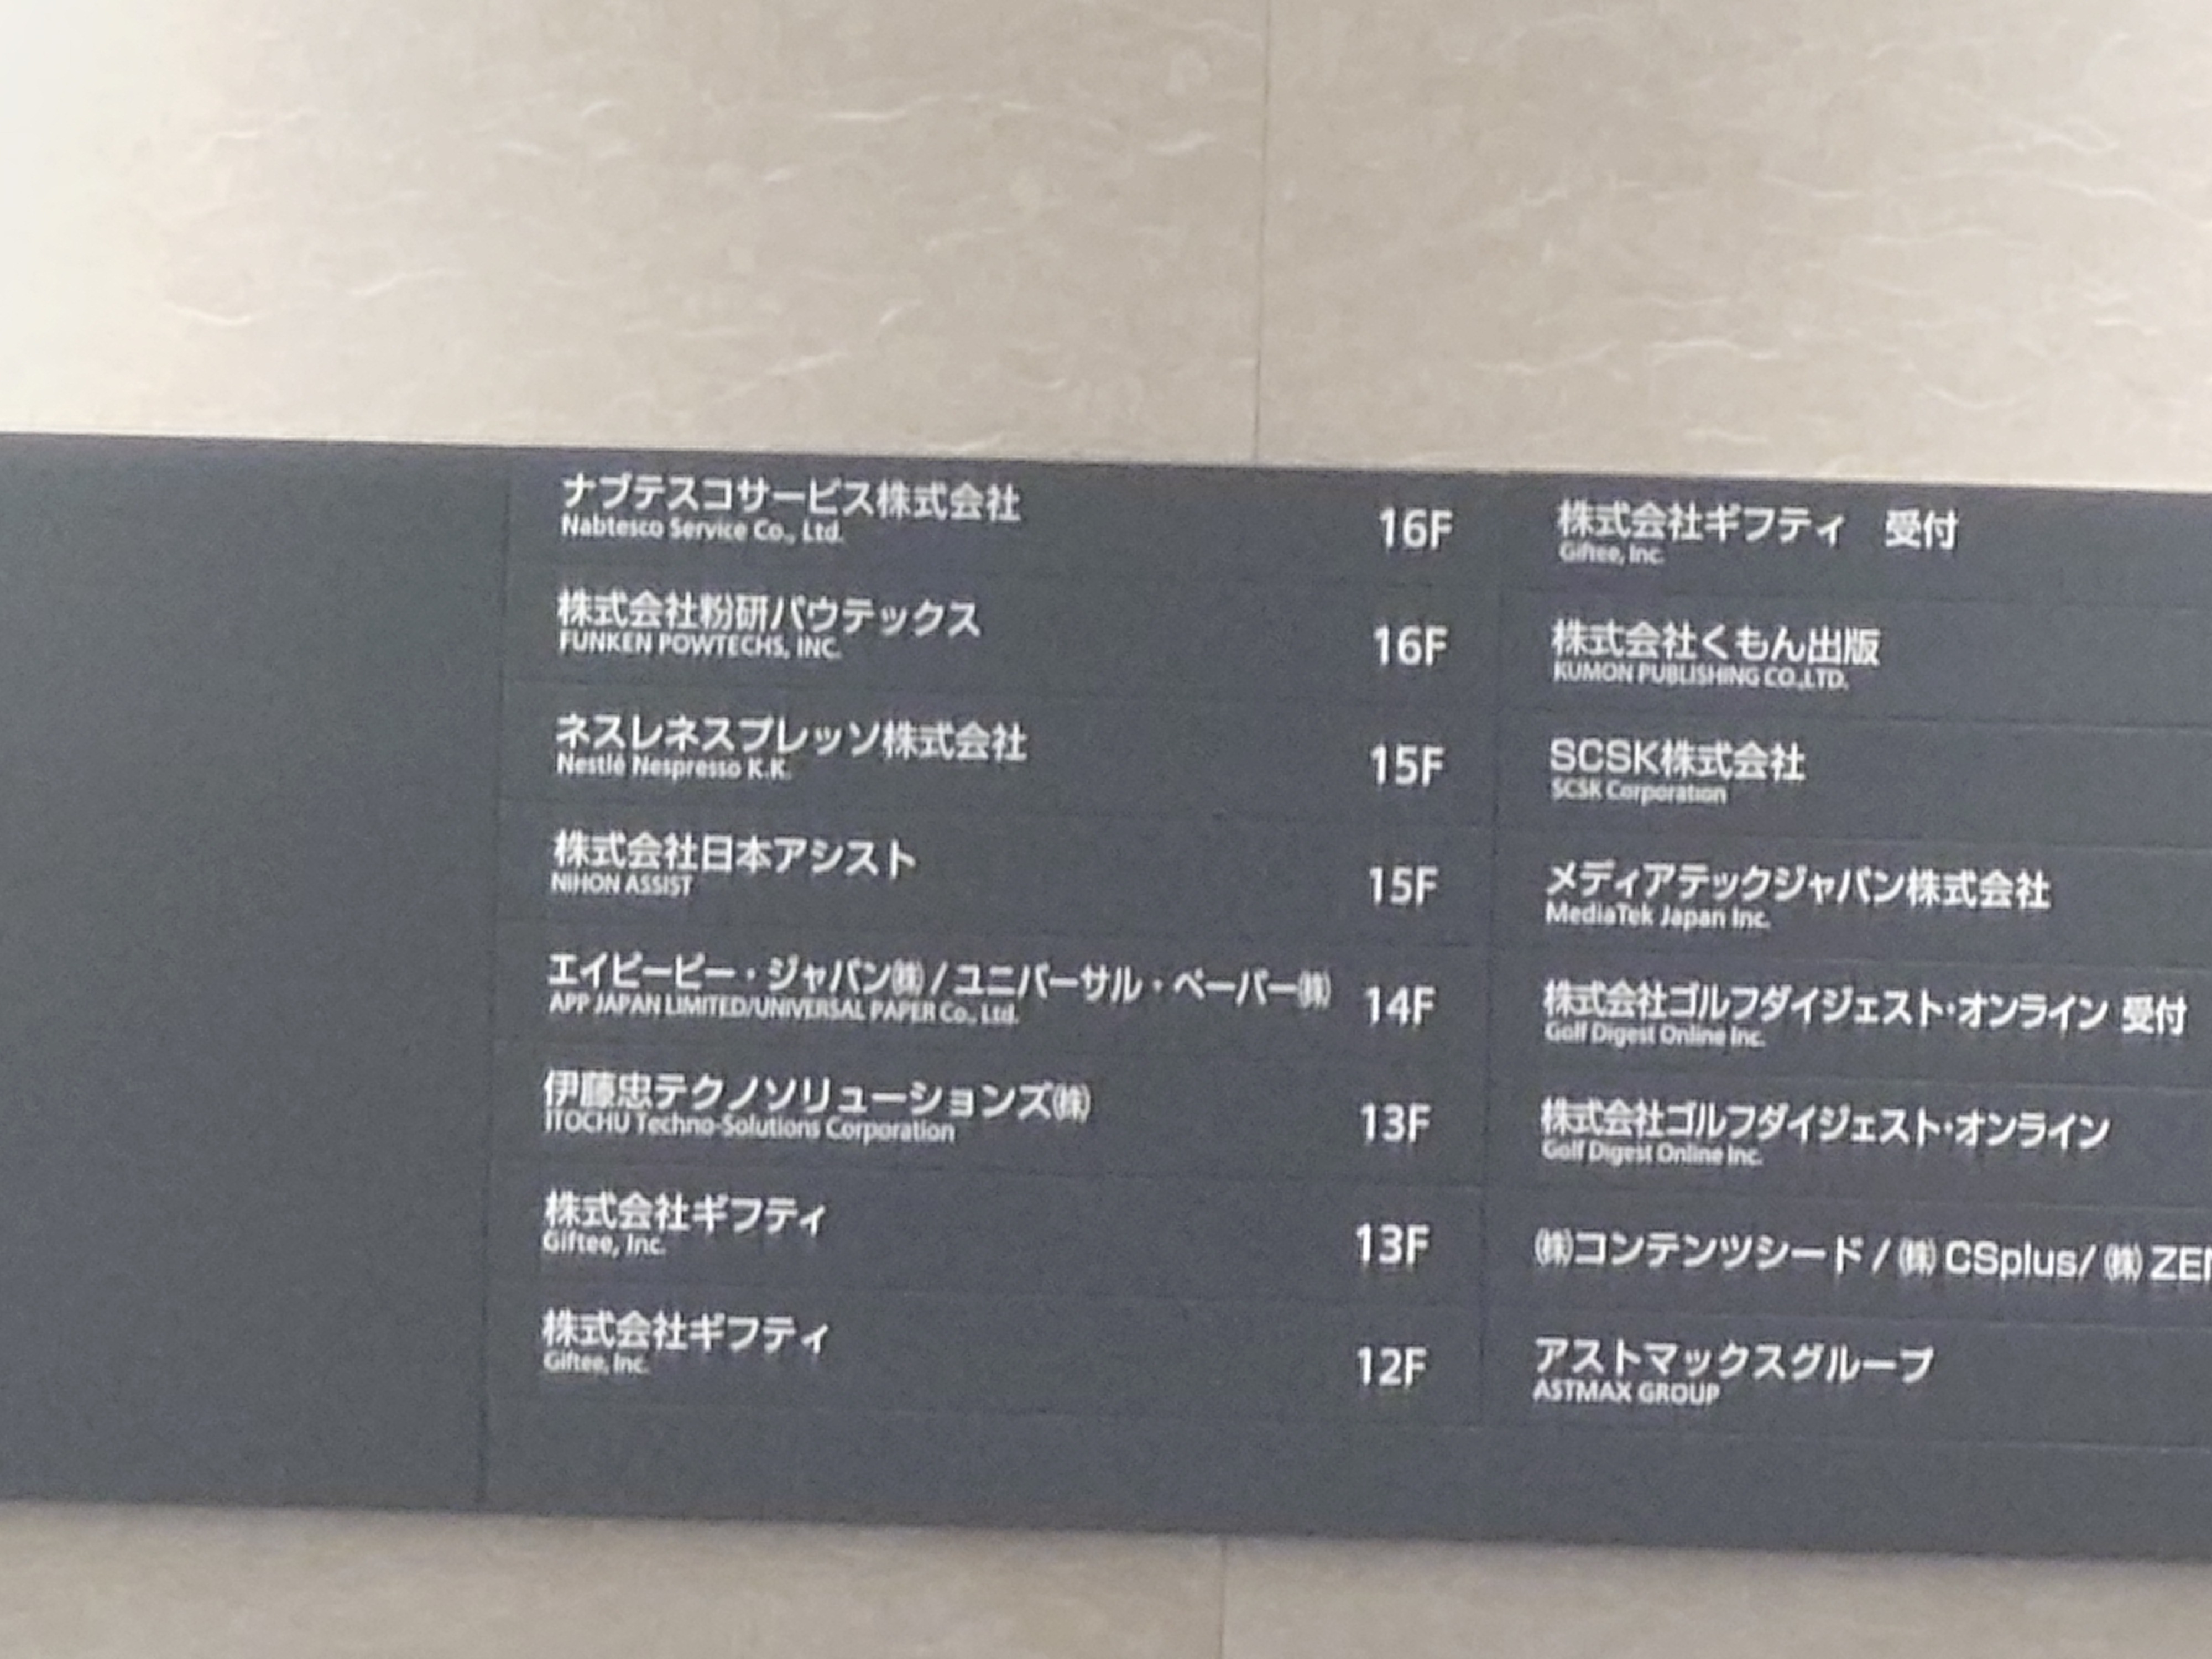 ナブテスコサービス株式会社
Nabtesco Service Co., Ltd.
株式会社粉研パウテックス
FUNKEN POWTECHS, INC.
ネスレネスプレッソ株式会社
Nestlé Nespresso K.K.
株式会社日本アシスト
NIHON ASSIST
エイピーピー・ジャパン㈱/ユニバーサル・ペーパー㈱
APP JAPAN LIMITED/UNIVERSAL PAPER Co., Ltd.
伊藤忠テクノソリューションズ㈱
ITOCHU Techno-Solutions Corporation
株式会社ギフティ
Giftee, Inc.
株式会社ギフティ
Giftee, Inc.
16F 株式会社ギフティ 受付
Giftee, Inc.
16F 株式会社くもん出版
KUMON PUBLISHING CO.,LTD.
15F SCSK株式会社
SCSK Corporation
15F メディアテックジャパン株式会社
MediaTek Japan Inc.
14F 株式会社ゴルフダイジェスト・オンライン 受付
Golf Digest Online Inc.
13F 株式会社ゴルフダイジェスト・オンライン
Golf Digest Online Inc.
13F ㈱コンテンツシード/㈱CSplus/㈱
12F アストマックスグループ
ASTMAX GROUP